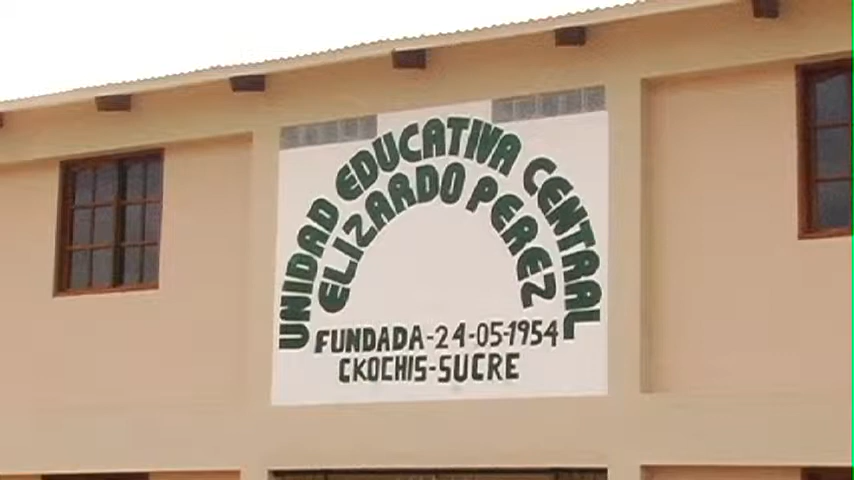 UNIDAD EDUCATIVA CENTRAL
ELIZARDO PEREZ
FUNDADA-24-05-1954
CKOCHIS-SUCRE